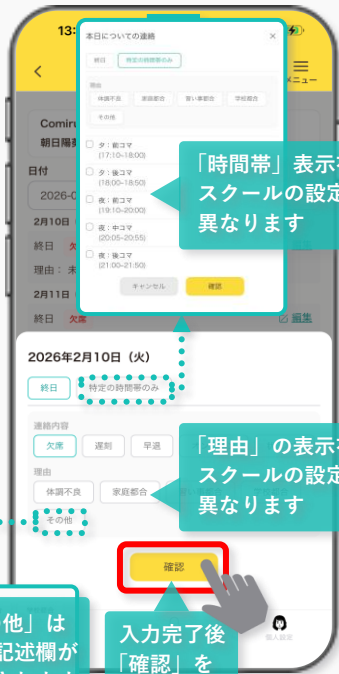 13:
本日についての連絡
×
終日
特定の時間帯のみ
理由
体調不良
家庭都合
習い事都合
学校都合
その他
夕：前コマ
(17:10~18:00)
夕：後コマ
(18:00~18:50)
夜：前コマ
(19:10~20:00)
夜：中コマ
(20:05~20:55)
夜：後コマ
(21:00~21:50)
キャンセル
確認
ニュー
Comiru
朝日陽
日付
2026-0
2月10日
終日
理由：未
2月11日
終日 欠席
編集
「時間帯」表示
スクールの設定
異なります
2026年2月10日（火）
終日
特定の時間帯のみ
連絡内容
欠席
遅刻
早退
理由
体調不良
家庭都合
その他
「理由」の表示
スクールの設定
異なります
確認
他」は
記述欄が
入力完了後
「確認」を
個人設定